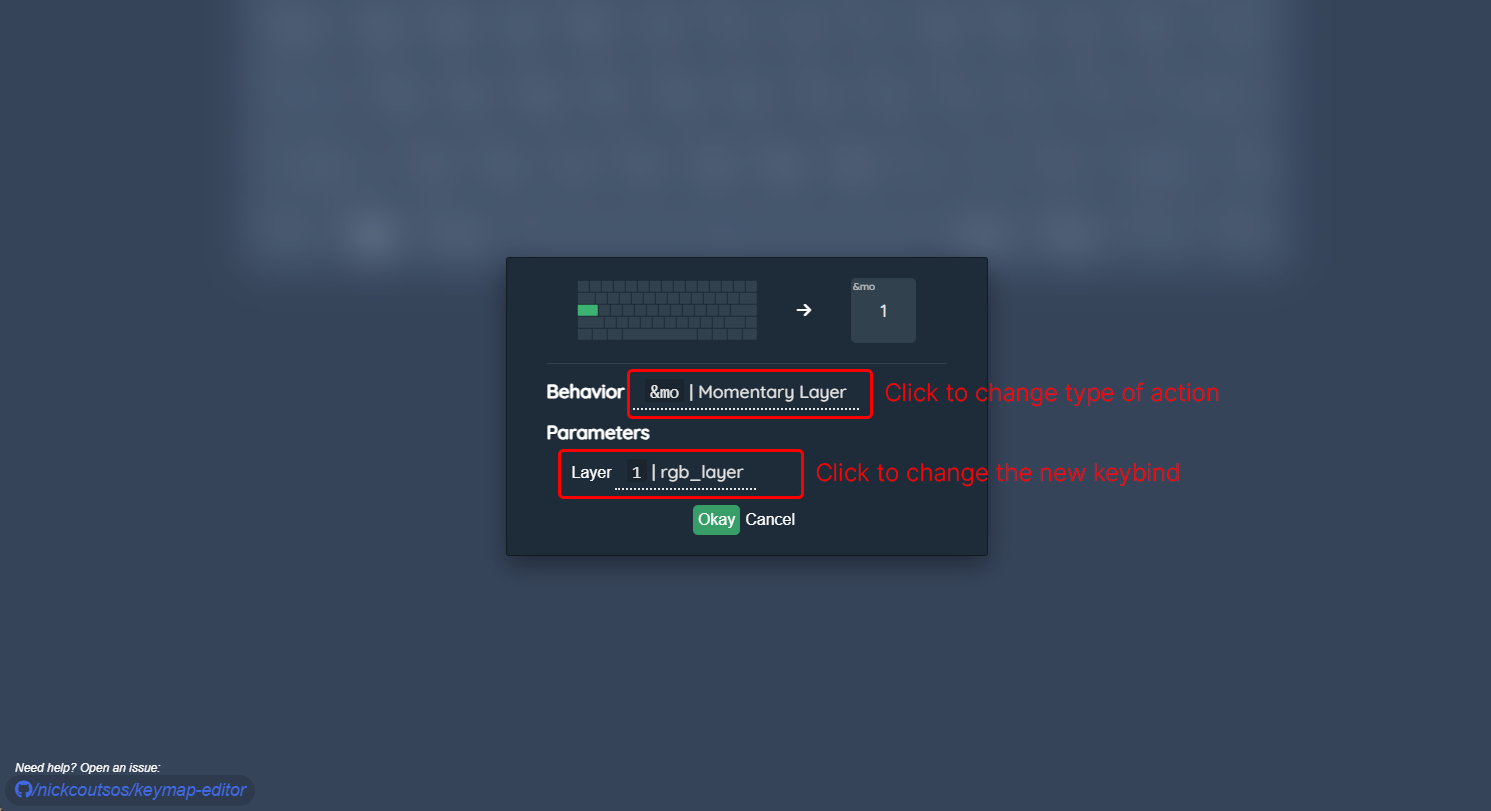 &mo
1
Behavior &mo | Momentary Layer Click to change type of action
Parameters
Layer 1 | rgb_layer Click to change the new keybind
Okay Cancel
Need help? Open an issue:
/nickcoutsos/keymap-editor